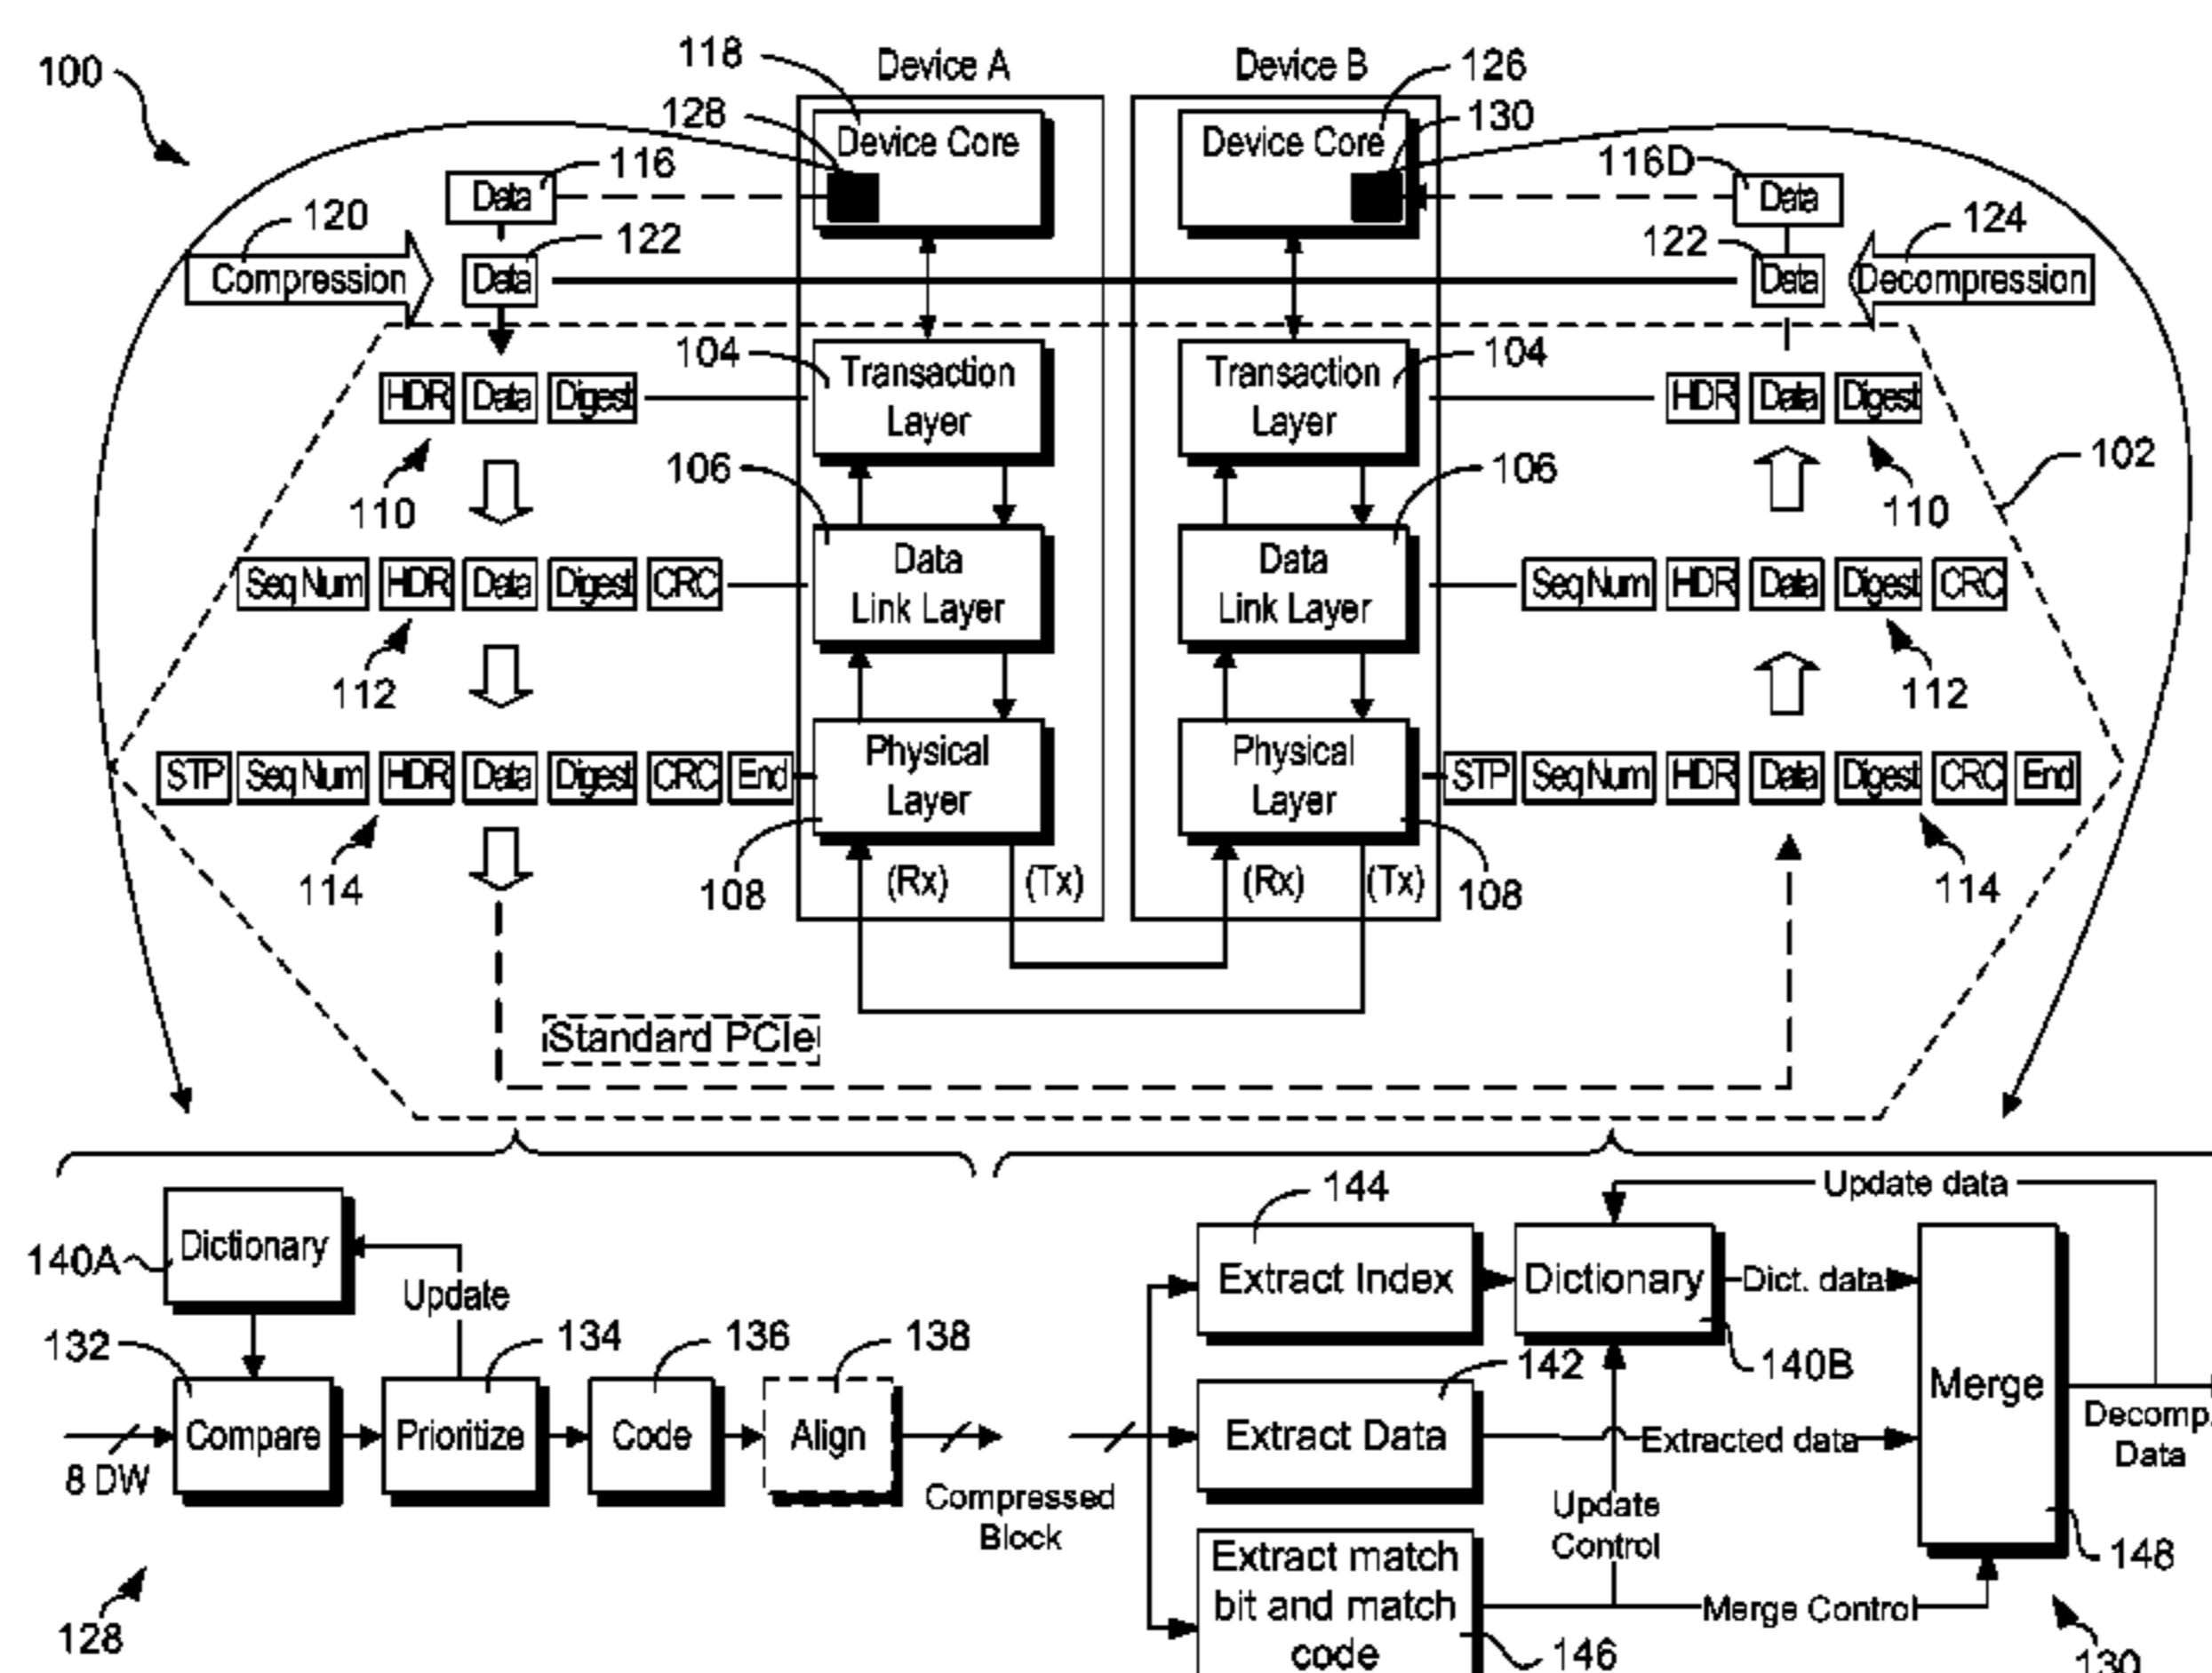 100
118
Device A
Device B
126
128
130
Device Core
Device Core
116
116D
Data
Data
120
122
122
124
Compression
Data
Data
Decompression
104
Transaction
Layer
Transaction
Layer
104
HDR Data Digest
HDR Data Digest
102
110
106
106
110
Seq Num HDR Data Digest CRC
Data
Link Layer
Data
Link Layer
Seq Num HDR Data Digest CRC
112
112
STP Seq Num HDR Data Digest CRC End
Physical
Layer
Physical
Layer
STP Seq Num HDR Data Digest CRC End
114
108
(Rx)
(Tx)
(Rx)
(Tx)
108
114
Standard PCIe
140A
Dictionary
Update
132
134
136
138
8 DW
Compare
Prioritize
Code
Align
Compressed
Block
128
144
Update data
Extract Index
Dictionary
Dict. data
140B
142
Merge
Extract Data
Extracted data
Decomp.
Data
Update
Control
148
Extract match
bit and match
code
Merge Control
146
130